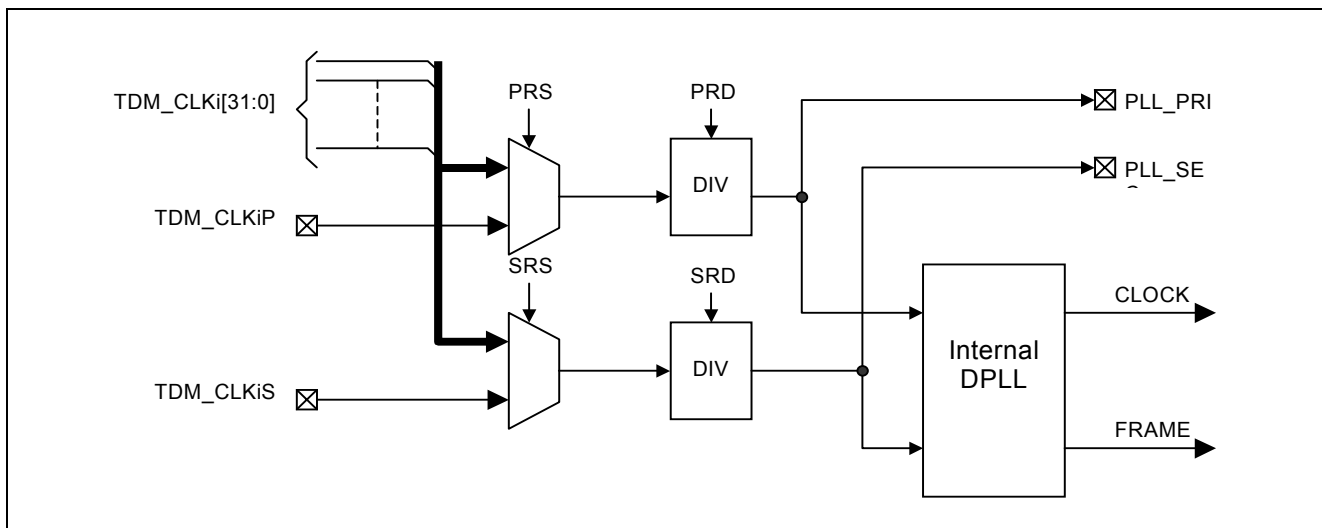 TDM_CLKi[31:0]
PRS
PRD
PLL_PRI
DIV
PLL_SE
TDM_CLKiP
SRS
SRD
CLOCK
Internal
DPLL
DIV
TDM_CLKiS
FRAME